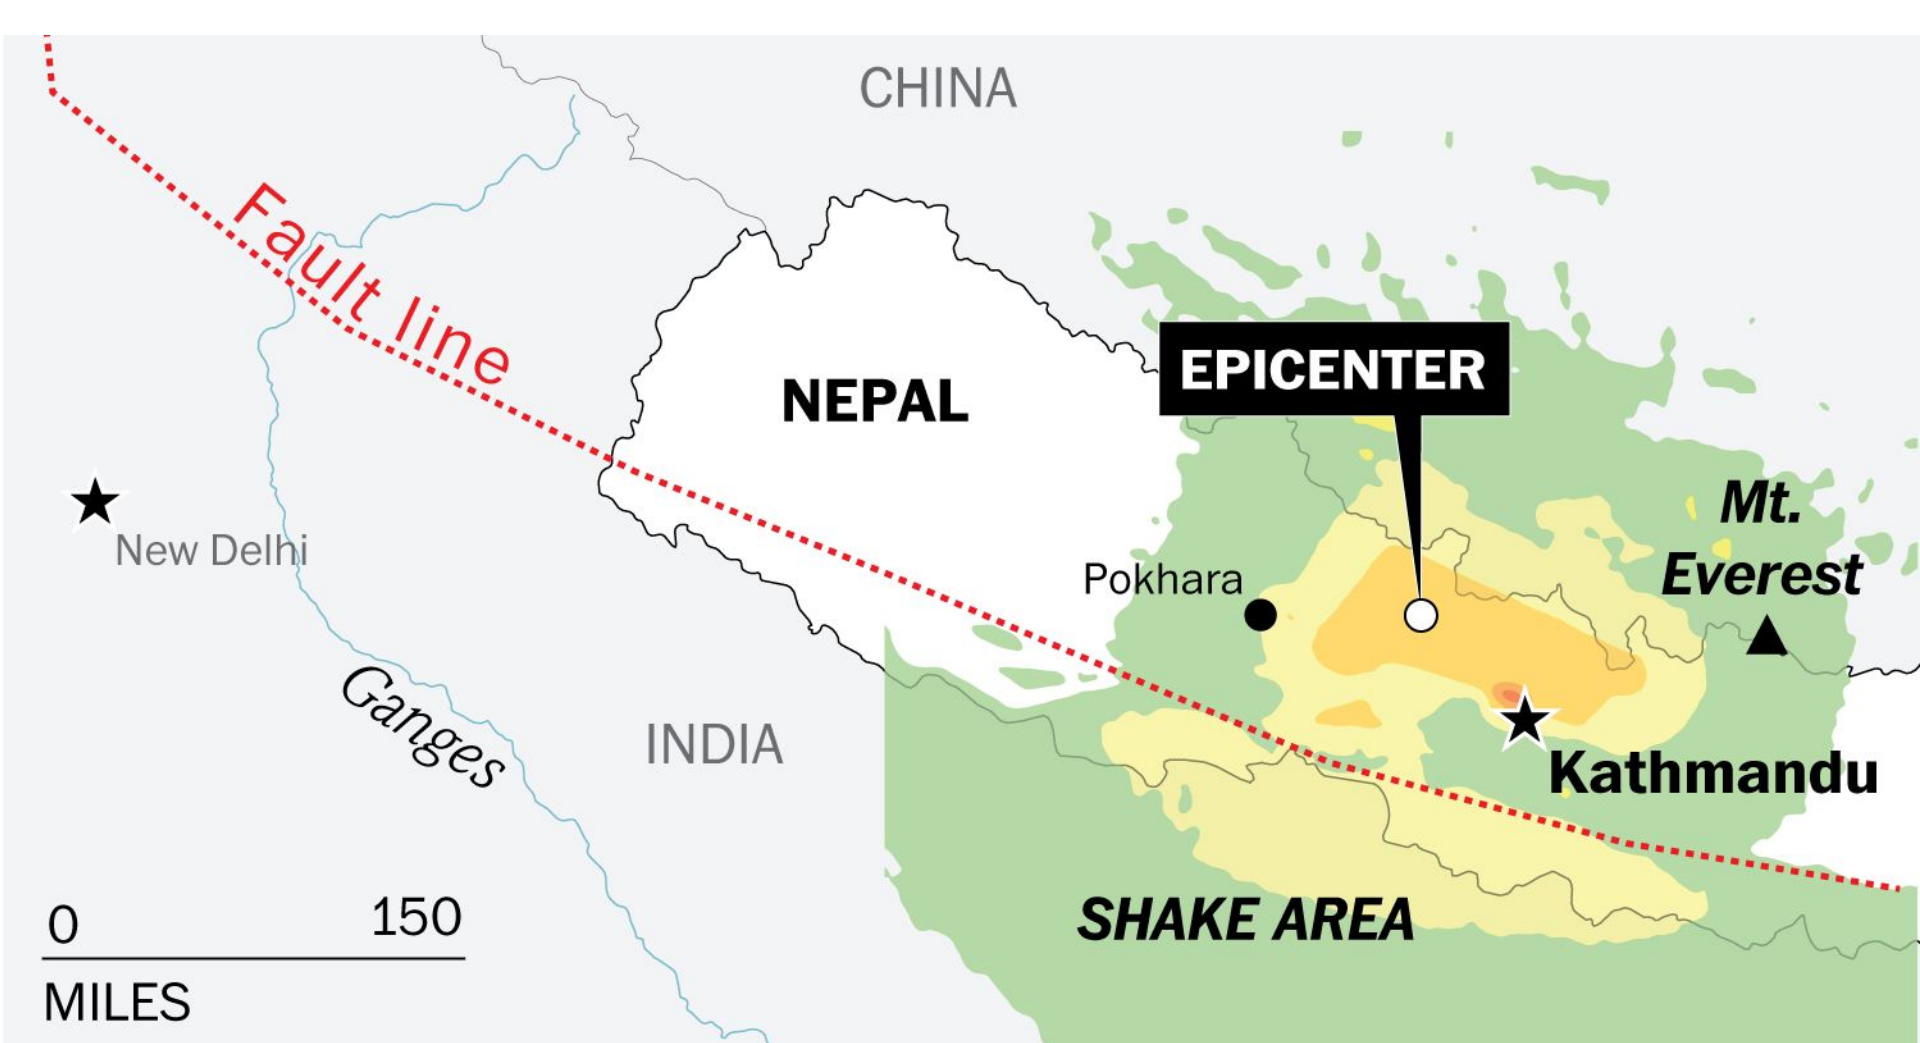 CHINA
Fault line
EPICENTER
NEPAL
Mt.
Everest
New Delhi
Pokhara
Ganges
INDIA
Kathmandu
SHAKE AREA
0 150
MILES